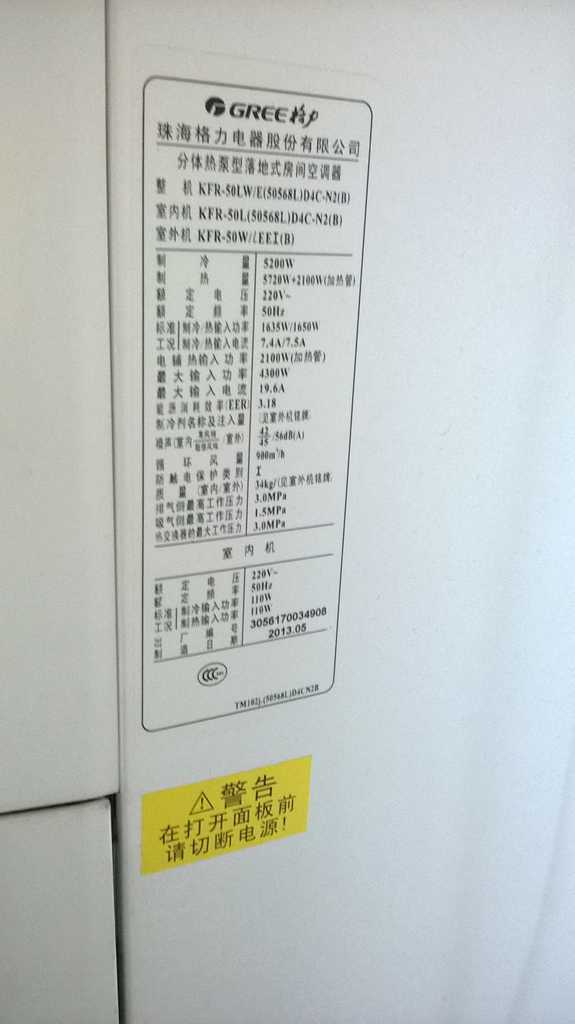 GREE格力
珠海格力电器股份有限公司
分体热泵型落地式房间空调器
整 机 KFR-50LW/E(50568L)D4C-N2(B)
室内机 KFR-50L(50568L)D4C-N2(B)
室外机 KFR-50W/LEEI(B)
制 冷 量 5200W
制 热 量 5720W+2100W(加热管)
额 定 电 压 220V~
额 定 频 率 50Hz
标准 制冷/热输入功率 1635W/1650W
工况 制冷/热输入电流 7.4A/7.5A
电辅热输入功率 2100W(加热管)
最大输入功率 4300W
最大输入电流 19.6A
能源消耗效率(EER) 3.18
制冷剂名称及注入量 (见室外机铭牌)
噪声(室内 /室外) 42/45 /56dB(A)
循 环 风 量 900m³/h
防触电保护类别 I
质 量 (室内/室外) 34kg/(见室外机铭牌)
排气侧最高工作压力 3.0MPa
吸气侧最高工作压力 1.5MPa
热交换器的最大工作压力 3.0MPa
室 内 机
额 定 电 压 220V~
额 定 频 率 50Hz
标准 制冷输入功率 110W
工况 制热输入功率 110W
出 厂 编 号 3056170034908
制 造 日 期 2013.05
CCC
TM102j-(50568L)D4CN2B
警告
在打开面板前
请切断电源!